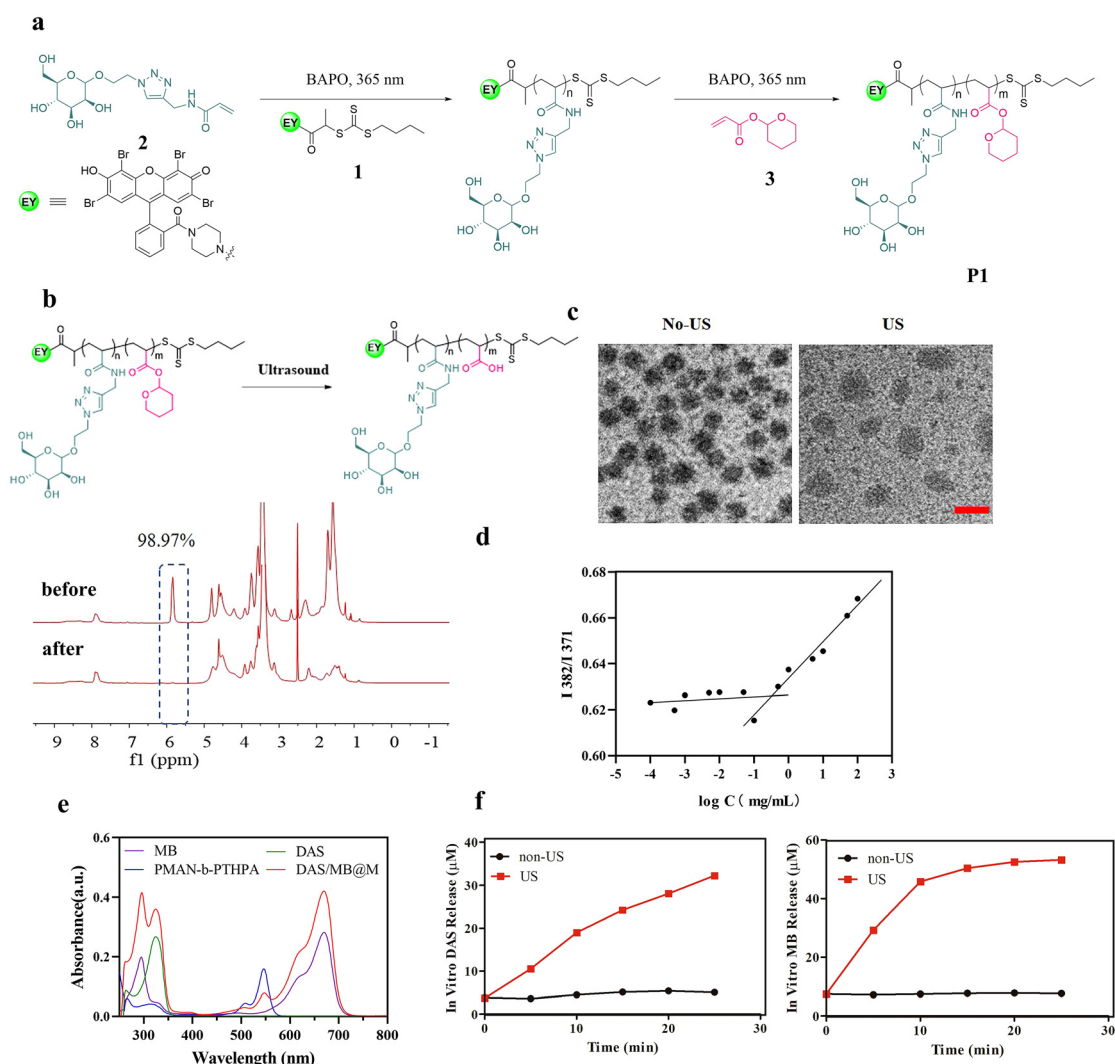 a
BAPO, 365 nm
EY
1
2
EY
BAPO, 365 nm
3
EY
P1
EY
b
EY
Ultrasound
EY
98.97%
before
after
9 8 7 6 5 4 3 2 1 0 -1
f1 (ppm)
c
No-US US
d
I 382/I 371
0.68
0.66
0.64
0.62
0.60
-5 -4 -3 -2 -1 0 1 2 3
log C ( mg/mL)
e
Absorbance(a.u.)
0.6
0.4
0.2
0.0
MB DAS
PMAN-b-PTHPA DAS/MB@M
300 400 500 600 700 800
Wavelength (nm)
f
In Vitro DAS Release (μM)
40
30
20
10
0
non-US
US
0 10 20 30
Time (min)
In Vitro MB Release (μM)
60
50
40
20
0
non-US
US
0 10 20 30
Time (min)